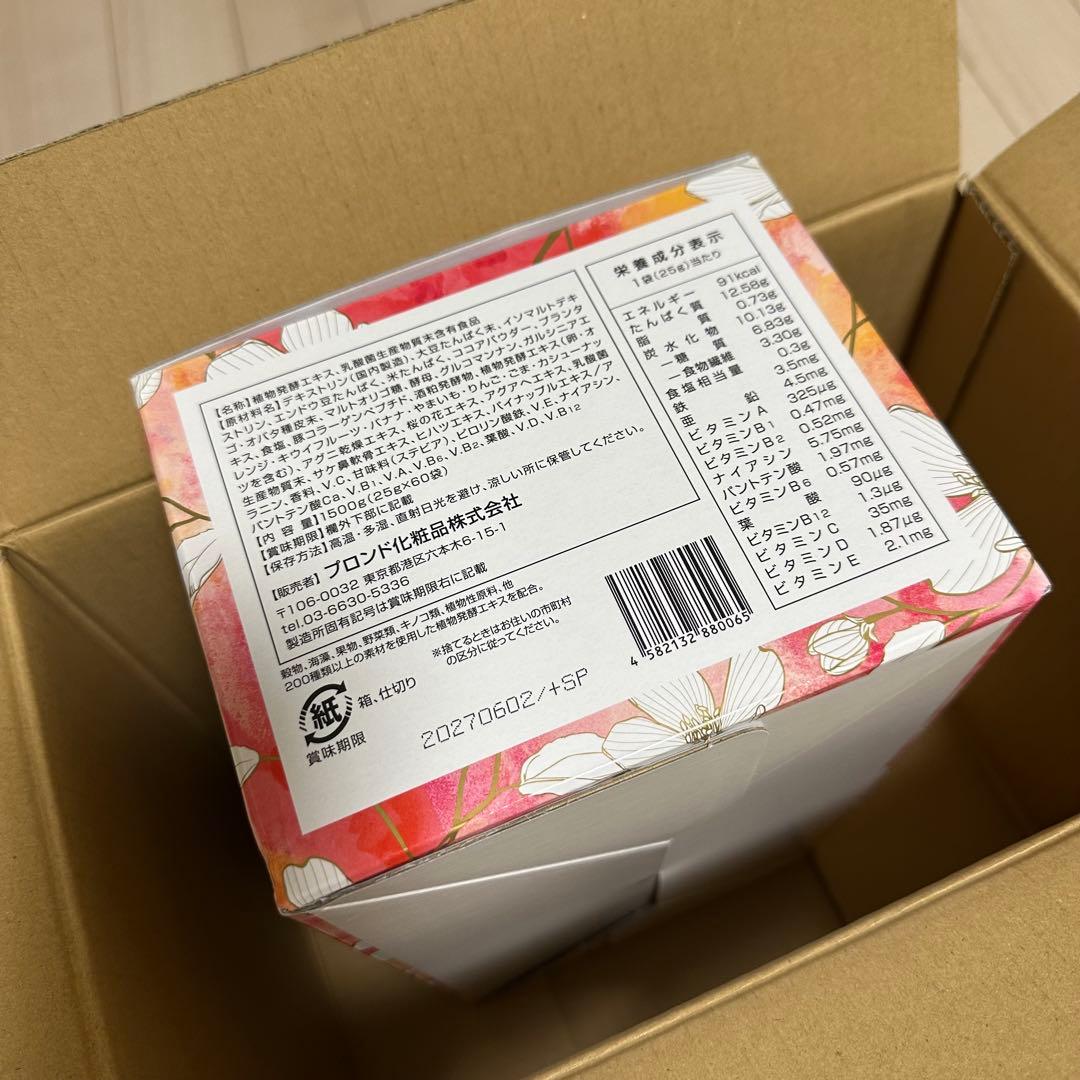 【名称】植物発酵エキス、乳酸菌生産物質末含有食品
【原材料名】デキストリン(国内製造)、大豆たんぱく末、イソマルトデキ
ストリン、エンドウ豆たんぱく、米たんぱく、ココアパウダー、プランタ
ゴ・オバタ種皮末、マルトオリゴ糖、酵母、グルコマンナン、ガルシニアエ
キス、食塩、豚コラーゲンペプチド、酒粕発酵物、植物発酵エキス(卵・オ
レンジ・キウイフルーツ・バナナ・やまいも・りんご・ごま・カシューナッ
ツを含む)、アグニ乾燥エキス、桜の花エキス、アグアヘエキス、乳酸菌
生産物質末、サケ鼻軟骨エキス、ヒハツエキス、パイナップルエキス/ア
ラニン、香料、V.C、甘味料(ステビア)、ピロリン酸鉄、V.E、ナイアシン、
パントテン酸Ca、V.B1、V.A、V.B6、V.B2、葉酸、V.D、V.B12
【内 容 量】1500g(25g×60袋)
【賞味期限】欄外下部に記載
【保存方法】高温・多湿、直射日光を避け、涼しい所に保管してください。
【販売者】ブロンド化粧品株式会社
〒106-0032 東京都港区六本木6-15-1
tel.03-6630-5336
製造所固有記号は賞味期限右に記載
穀物、海藻、果物、野菜類、キノコ類、植物性原料、他
200種類以上の素材を使用した植物発酵エキスを配合。
紙
箱、仕切り
※捨てるときはお住いの市町村
の区分に従ってください。
賞味期限
20270602/+SP
4 582132 880065
栄養成分表示
1袋(25g)当たり
エネルギー 91kcal
たんぱく質 12.58g
脂質 0.73g
炭水化物 10.13g
－糖質 6.83g
－食物繊維 3.30g
食塩相当量 0.3g
鉄 3.5mg
亜鉛 4.5mg
ビタミンA 325μg
ビタミンB1 0.47mg
ビタミンB2 0.52mg
ナイアシン 5.75mg
パントテン酸 1.97mg
ビタミンB6 0.57mg
葉酸 90μg
ビタミンB12 1.3μg
ビタミンC 35mg
ビタミンD 1.87μg
ビタミンE 2.1mg